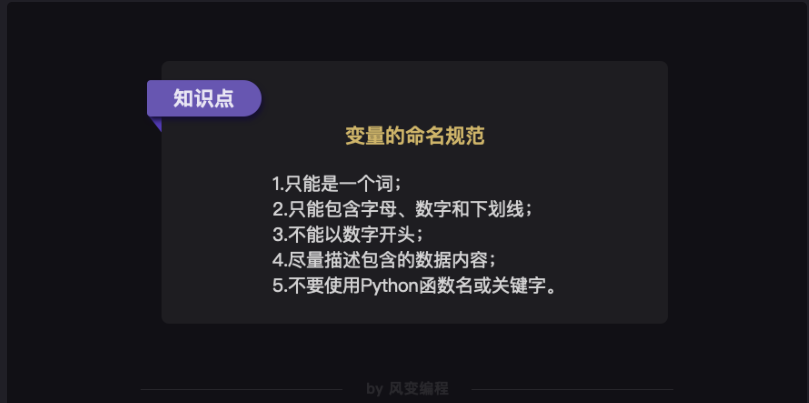 知识点
变量的命名规范
1.只能是一个词；
2.只能包含字母、数字和下划线；
3.不能以数字开头；
4.尽量描述包含的数据内容；
5.不要使用Python函数名或关键字。
by 风变编程